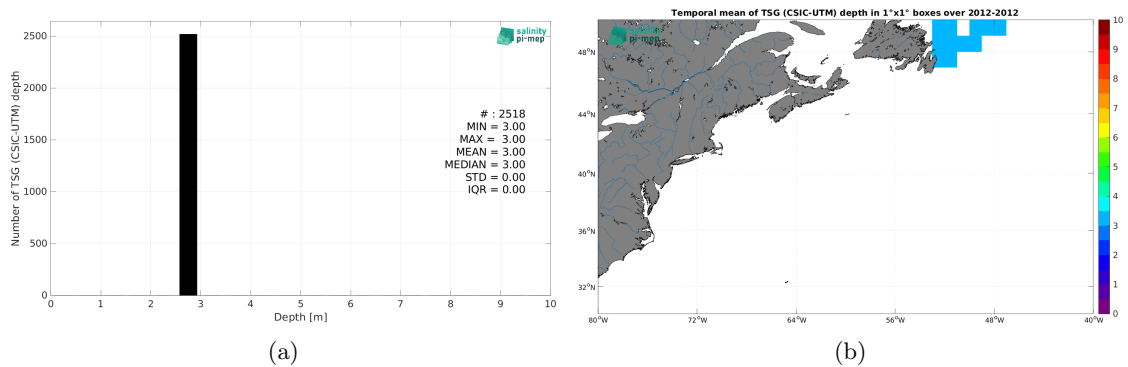 2500
2000
1500
1000
500
0
Number of TSG (CSIC-UTM) depth
salinity
pi-mep
# : 2518
MIN = 3.00
MAX = 3.00
MEAN = 3.00
MEDIAN = 3.00
STD = 0.00
IQR = 0.00
0 1 2 3 4 5 6 7 8 9 10
Depth [m]
(a)
Temporal mean of TSG (CSIC-UTM) depth in 1°x1° boxes over 2012-2012
salinity
pi-mep
48°N
44°N
40°N
36°N
32°N
80°W 72°W 64°W 56°W 48°W 40°W
10
9
8
7
6
5
4
3
2
1
0
(b)